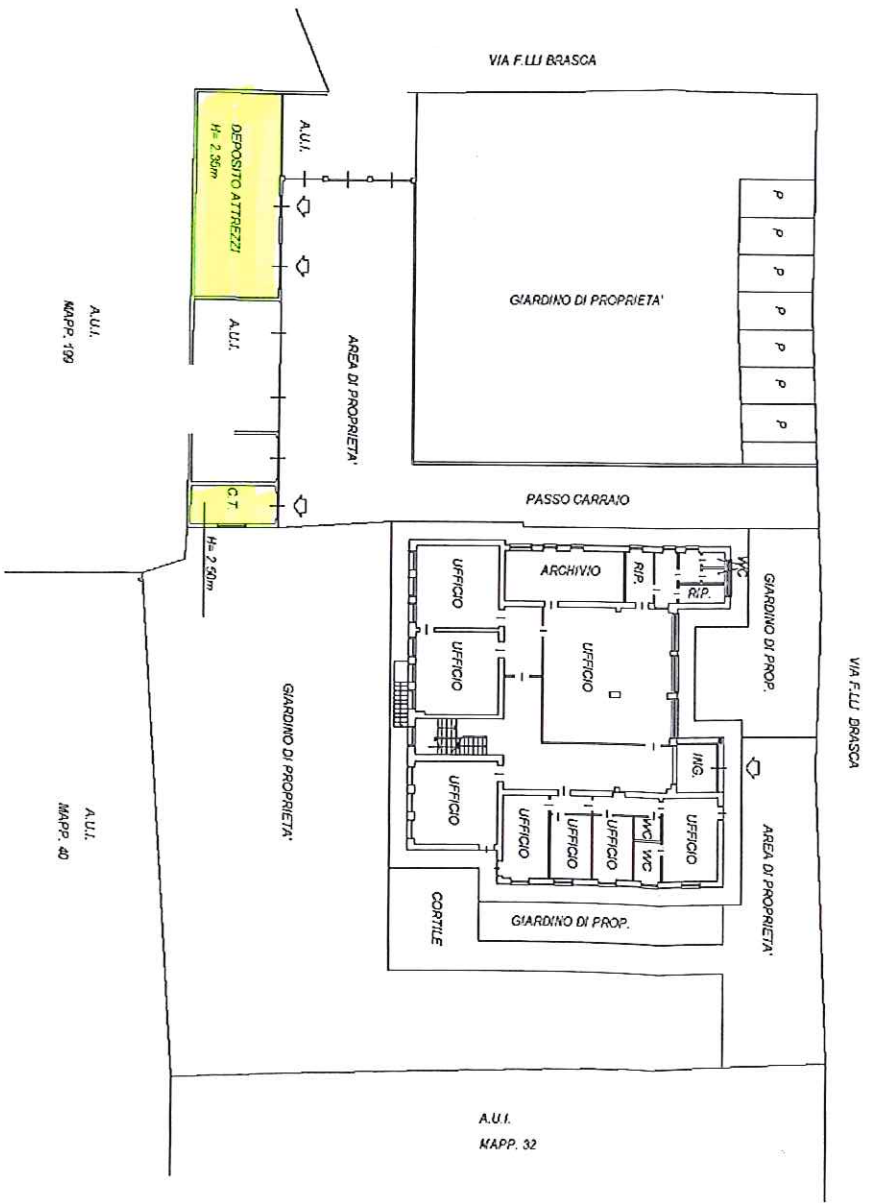 VIA F.LLI BRASCA
DEPOSITO ATTREZZI
H= 2.35m
A.U.I.
P
P
P
P
P
P
P
GIARDINO DI PROPRIETA'
AREA DI PROPRIETA'
A.U.I.
A.U.I.
MAPP. 199
C.T.
H= 2.50m
PASSO CARRAIO
WC
RIP.
RIP.
ARCHIVIO
UFFICIO
UFFICIO
UFFICIO
GIARDINO DI PROP.
VIA F.LLI BRASCA
ING.
UFFICIO
UFFICIO
UFFICIO
UFFICIO
WC
WC
UFFICIO
AREA DI PROPRIETA'
GIARDINO DI PROPRIETA'
CORTILE
GIARDINO DI PROP.
A.U.I.
MAPP. 40
A.U.I.
MAPP. 32